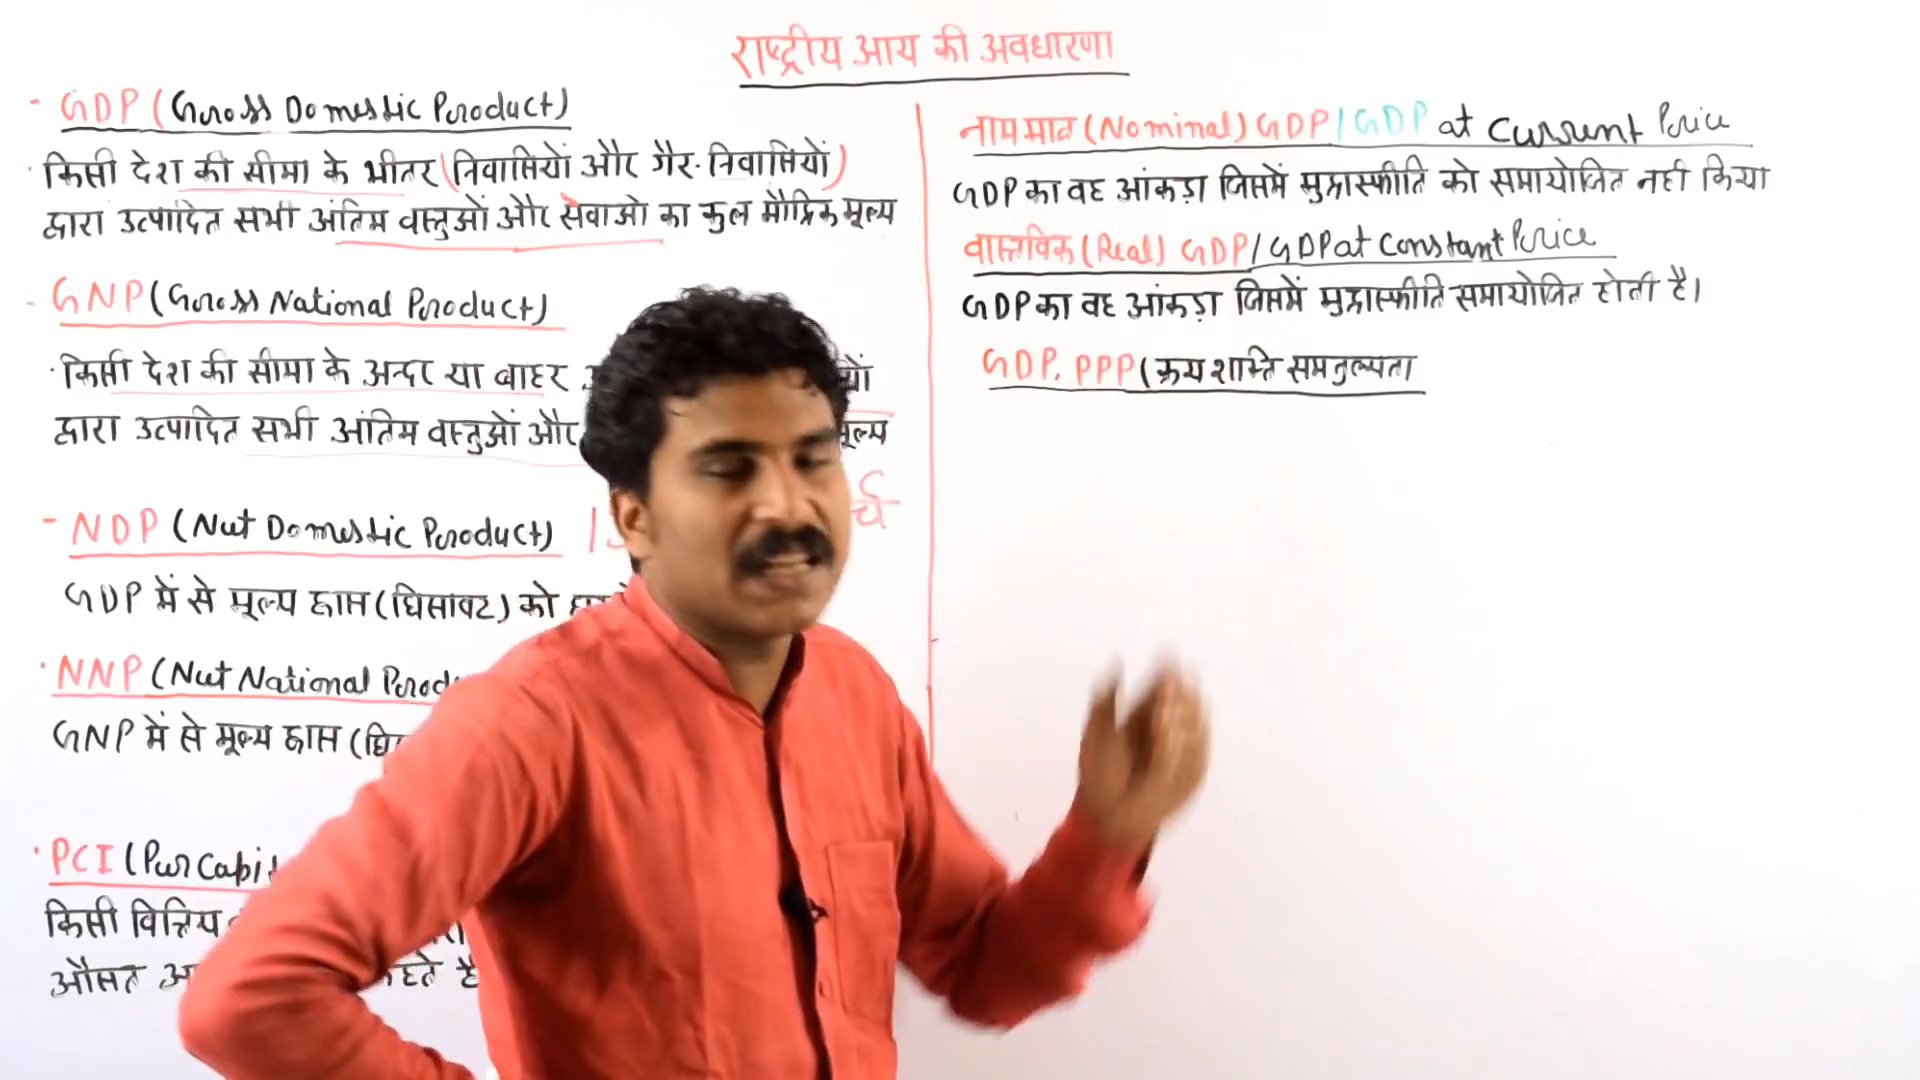 राष्ट्रीय आय की अवधारणा
- GDP (Gross Domestic Product)
· किसी देश की सीमा के भीतर (निवासियों और गैर-निवासियों)
द्वारा उत्पादित सभी अंतिम वस्तुओं और सेवाओ का कुल मौद्रिक मूल्य
- GNP (Gross National Product)
· किसी देश की सीमा के अन्दर या बाहर
द्वारा उत्पादित सभी अंतिम वस्तुओं और मूल्य
- NDP (Net Domestic Product)
GDP में से मूल्य ह्रास (घिसावट) को
· NNP (Net National
GNP में से मूल्य ह्रास
· PCI (Per
किसी वित्तिय
औसत कहते है
नाममात्र (Nominal) GDP / GDP at Current Price
GDP का वह आंकड़ा जिसमें मुद्रास्फीति को समायोजित नही किया
वास्तविक (Real) GDP / GDP at Constant Price
GDP का वह आंकड़ा जिसमें मुद्रास्फीति समायोजित होती है।
GDP. PPP (क्रय शक्ति समतुल्यता